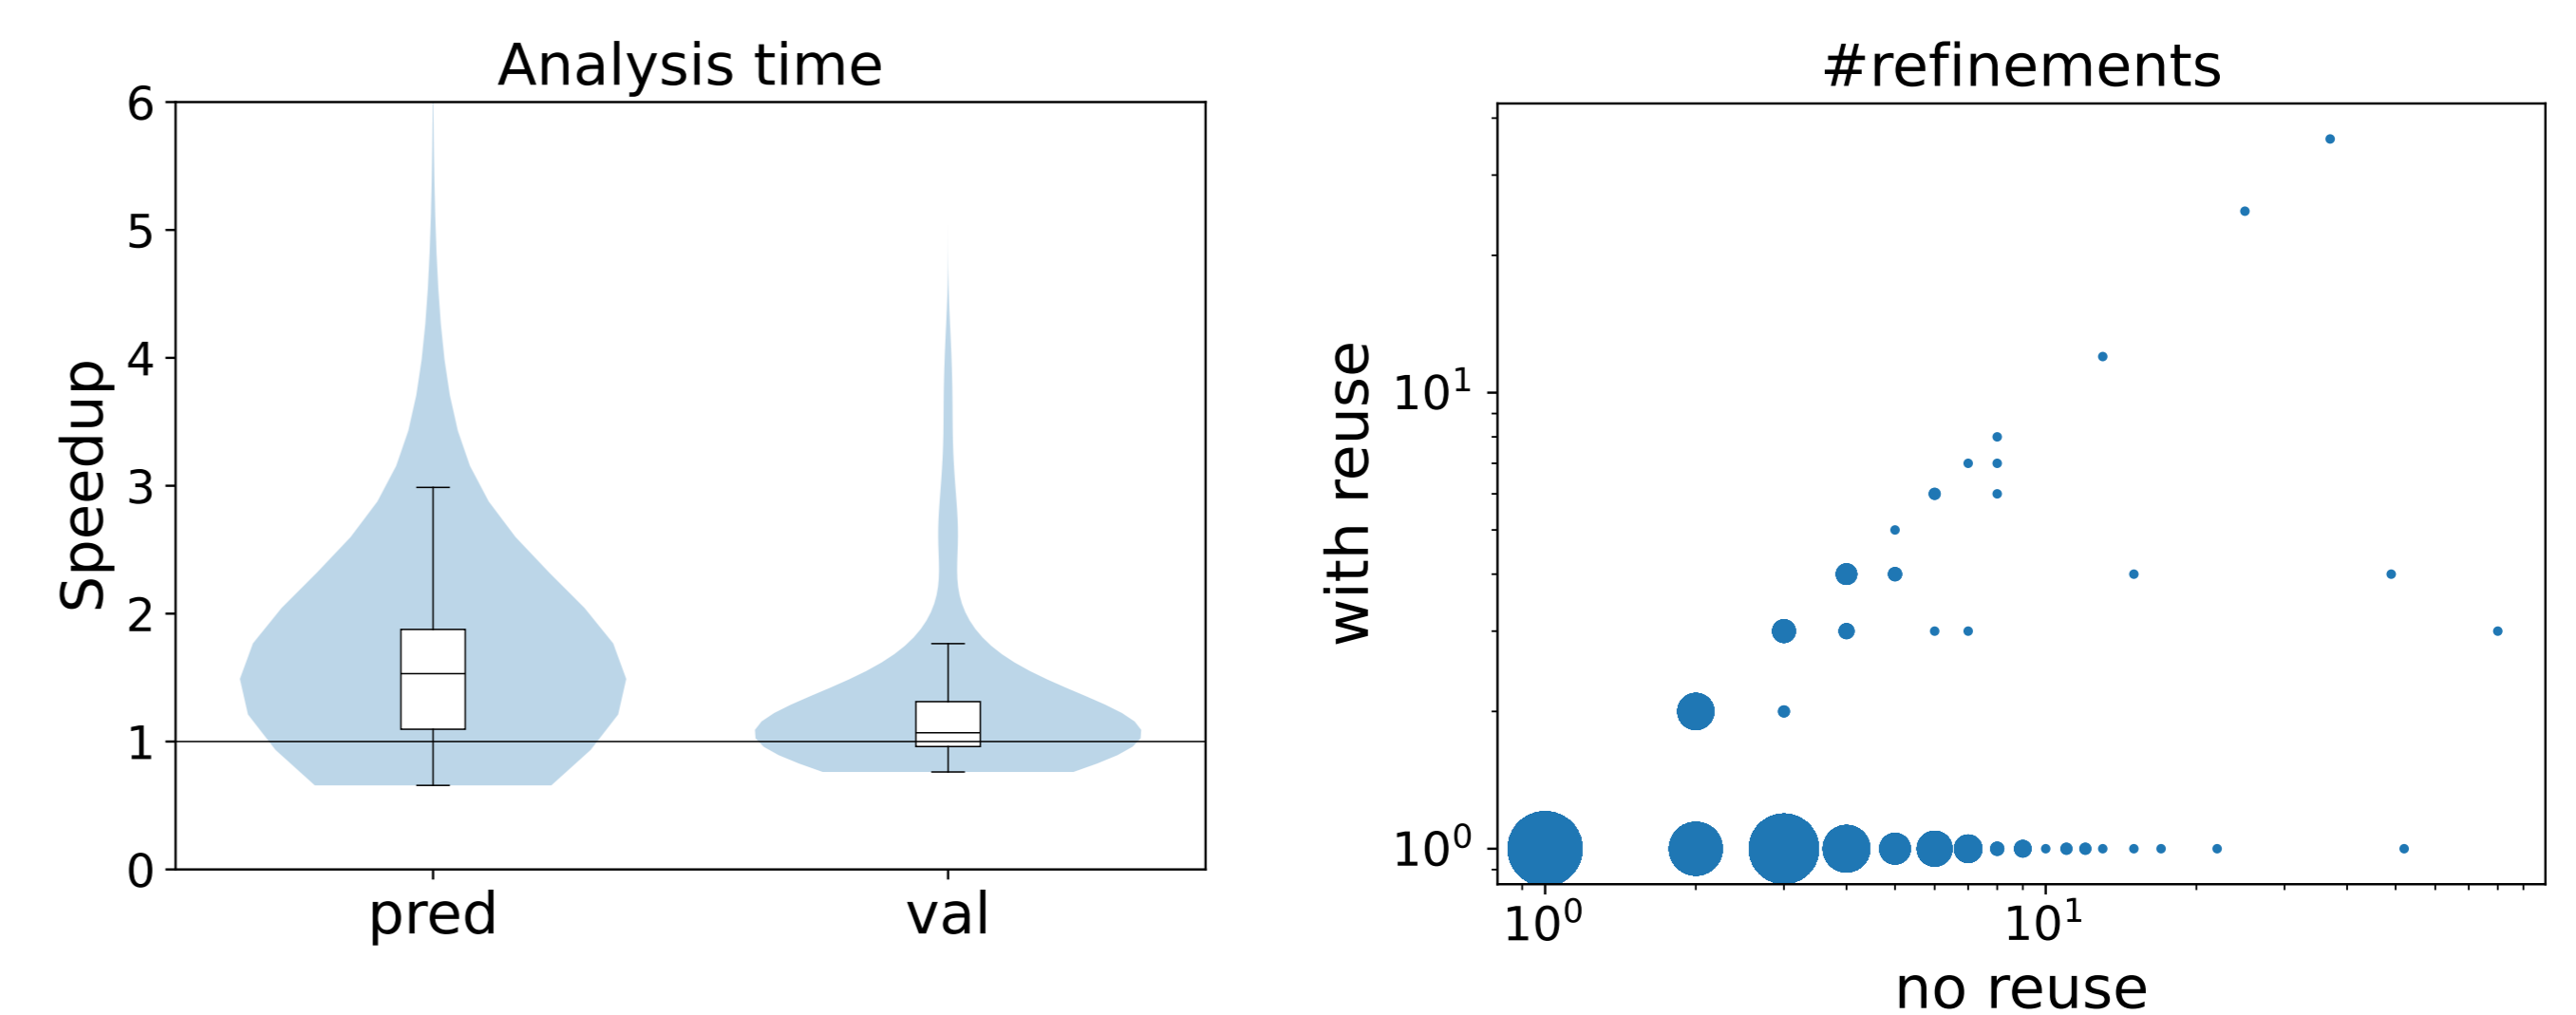 Analysis time
Speedup
6
5
4
3
2
1
0
pred
val
#refinements
with reuse
10¹
10⁰
10⁰
10¹
no reuse